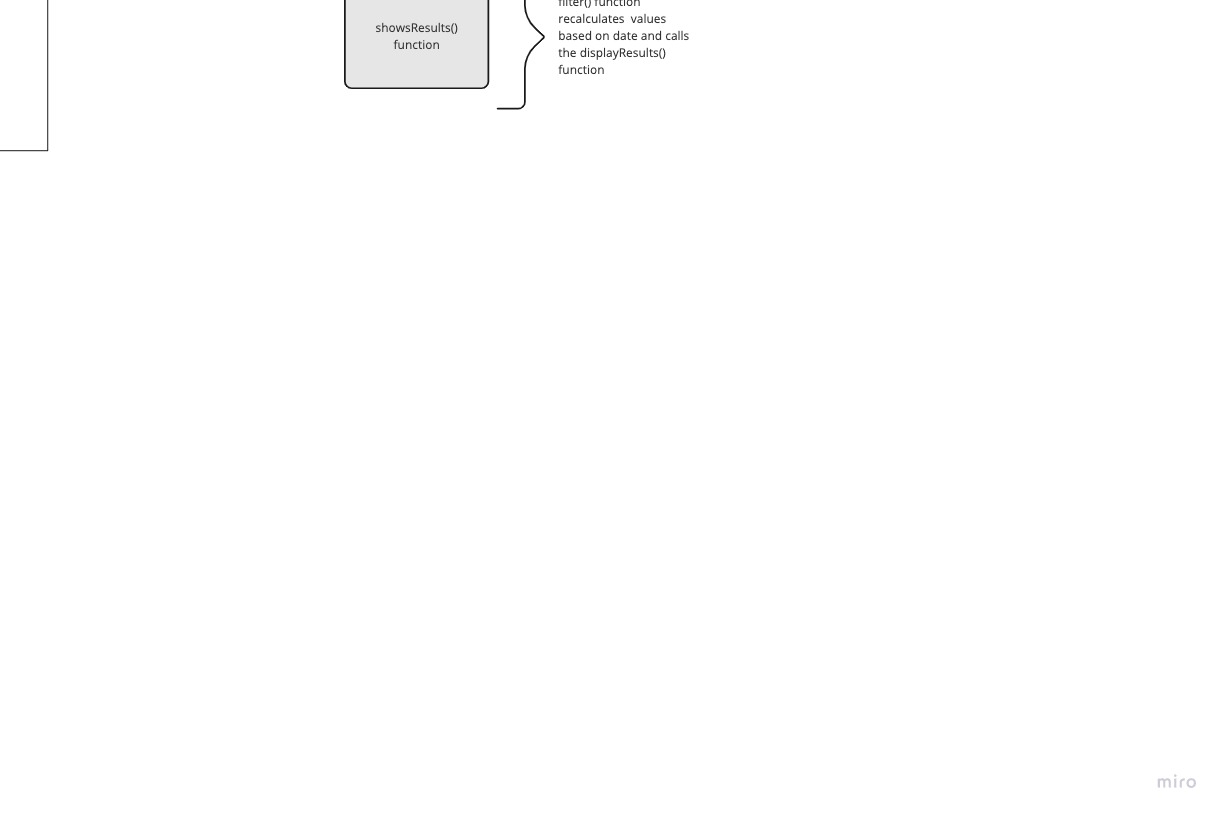 showsResults()
function
filter() function
recalculates  values
based on date and calls
the displayResults()
function
miro